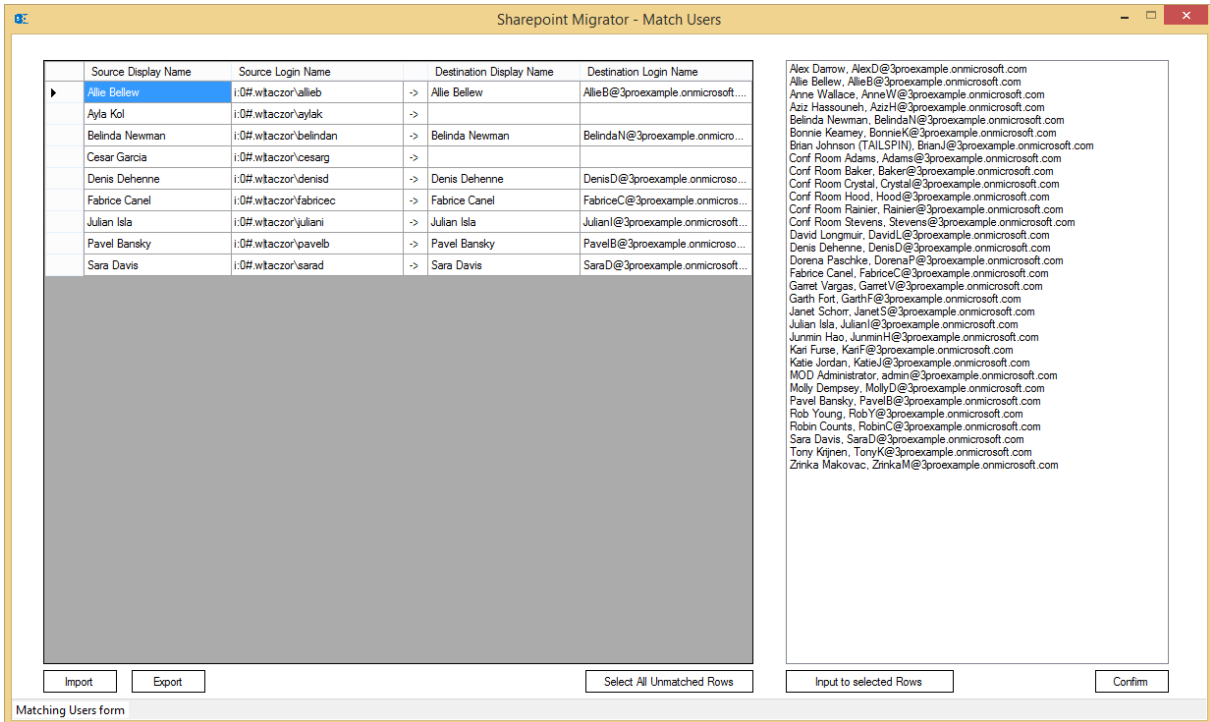 Sharepoint Migrator - Match Users
Source Display Name Source Login Name Destination Display Name Destination Login Name
Allie Bellew i:0#.w|taczor\allieb -> Allie Bellew AllieB@3proexample.onmicrosoft....
Ayla Kol i:0#.w|taczor\aylak ->
Belinda Newman i:0#.w|taczor\belindan -> Belinda Newman BelindaN@3proexample.onmicro...
Cesar Garcia i:0#.w|taczor\cesarg ->
Denis Dehenne i:0#.w|taczor\denisd -> Denis Dehenne DenisD@3proexample.onmicroso...
Fabrice Canel i:0#.w|taczor\fabricec -> Fabrice Canel FabriceC@3proexample.onmicros...
Julian Isla i:0#.w|taczor\juliani -> Julian Isla JulianI@3proexample.onmicrosoft...
Pavel Bansky i:0#.w|taczor\pavelb -> Pavel Bansky PavelB@3proexample.onmicroso...
Sara Davis i:0#.w|taczor\sarad -> Sara Davis SaraD@3proexample.onmicrosoft...
Alex Darrow, AlexD@3proexample.onmicrosoft.com
Allie Bellew, AllieB@3proexample.onmicrosoft.com
Anne Wallace, AnneW@3proexample.onmicrosoft.com
Aziz Hassouneh, AzizH@3proexample.onmicrosoft.com
Belinda Newman, BelindaN@3proexample.onmicrosoft.com
Bonnie Kearney, BonnieK@3proexample.onmicrosoft.com
Brian Johnson (TAILSPIN), BrianJ@3proexample.onmicrosoft.com
Conf Room Adams, Adams@3proexample.onmicrosoft.com
Conf Room Baker, Baker@3proexample.onmicrosoft.com
Conf Room Crystal, Crystal@3proexample.onmicrosoft.com
Conf Room Hood, Hood@3proexample.onmicrosoft.com
Conf Room Rainier, Rainier@3proexample.onmicrosoft.com
Conf Room Stevens, Stevens@3proexample.onmicrosoft.com
David Longmuir, DavidL@3proexample.onmicrosoft.com
Denis Dehenne, DenisD@3proexample.onmicrosoft.com
Dorena Paschke, DorenaP@3proexample.onmicrosoft.com
Fabrice Canel, FabriceC@3proexample.onmicrosoft.com
Garret Vargas, GarretV@3proexample.onmicrosoft.com
Garth Fort, GarthF@3proexample.onmicrosoft.com
Janet Schorr, JanetS@3proexample.onmicrosoft.com
Julian Isla, JulianI@3proexample.onmicrosoft.com
Junmin Hao, JunminH@3proexample.onmicrosoft.com
Kari Furse, KariF@3proexample.onmicrosoft.com
Katie Jordan, KatieJ@3proexample.onmicrosoft.com
MOD Administrator, admin@3proexample.onmicrosoft.com
Molly Dempsey, MollyD@3proexample.onmicrosoft.com
Pavel Bansky, PavelB@3proexample.onmicrosoft.com
Rob Young, RobY@3proexample.onmicrosoft.com
Robin Counts, RobinC@3proexample.onmicrosoft.com
Sara Davis, SaraD@3proexample.onmicrosoft.com
Tony Krijnen, TonyK@3proexample.onmicrosoft.com
Zrinka Makovac, ZrinkaM@3proexample.onmicrosoft.com
Import Export Select All Unmatched Rows Input to selected Rows Confirm
Matching Users form